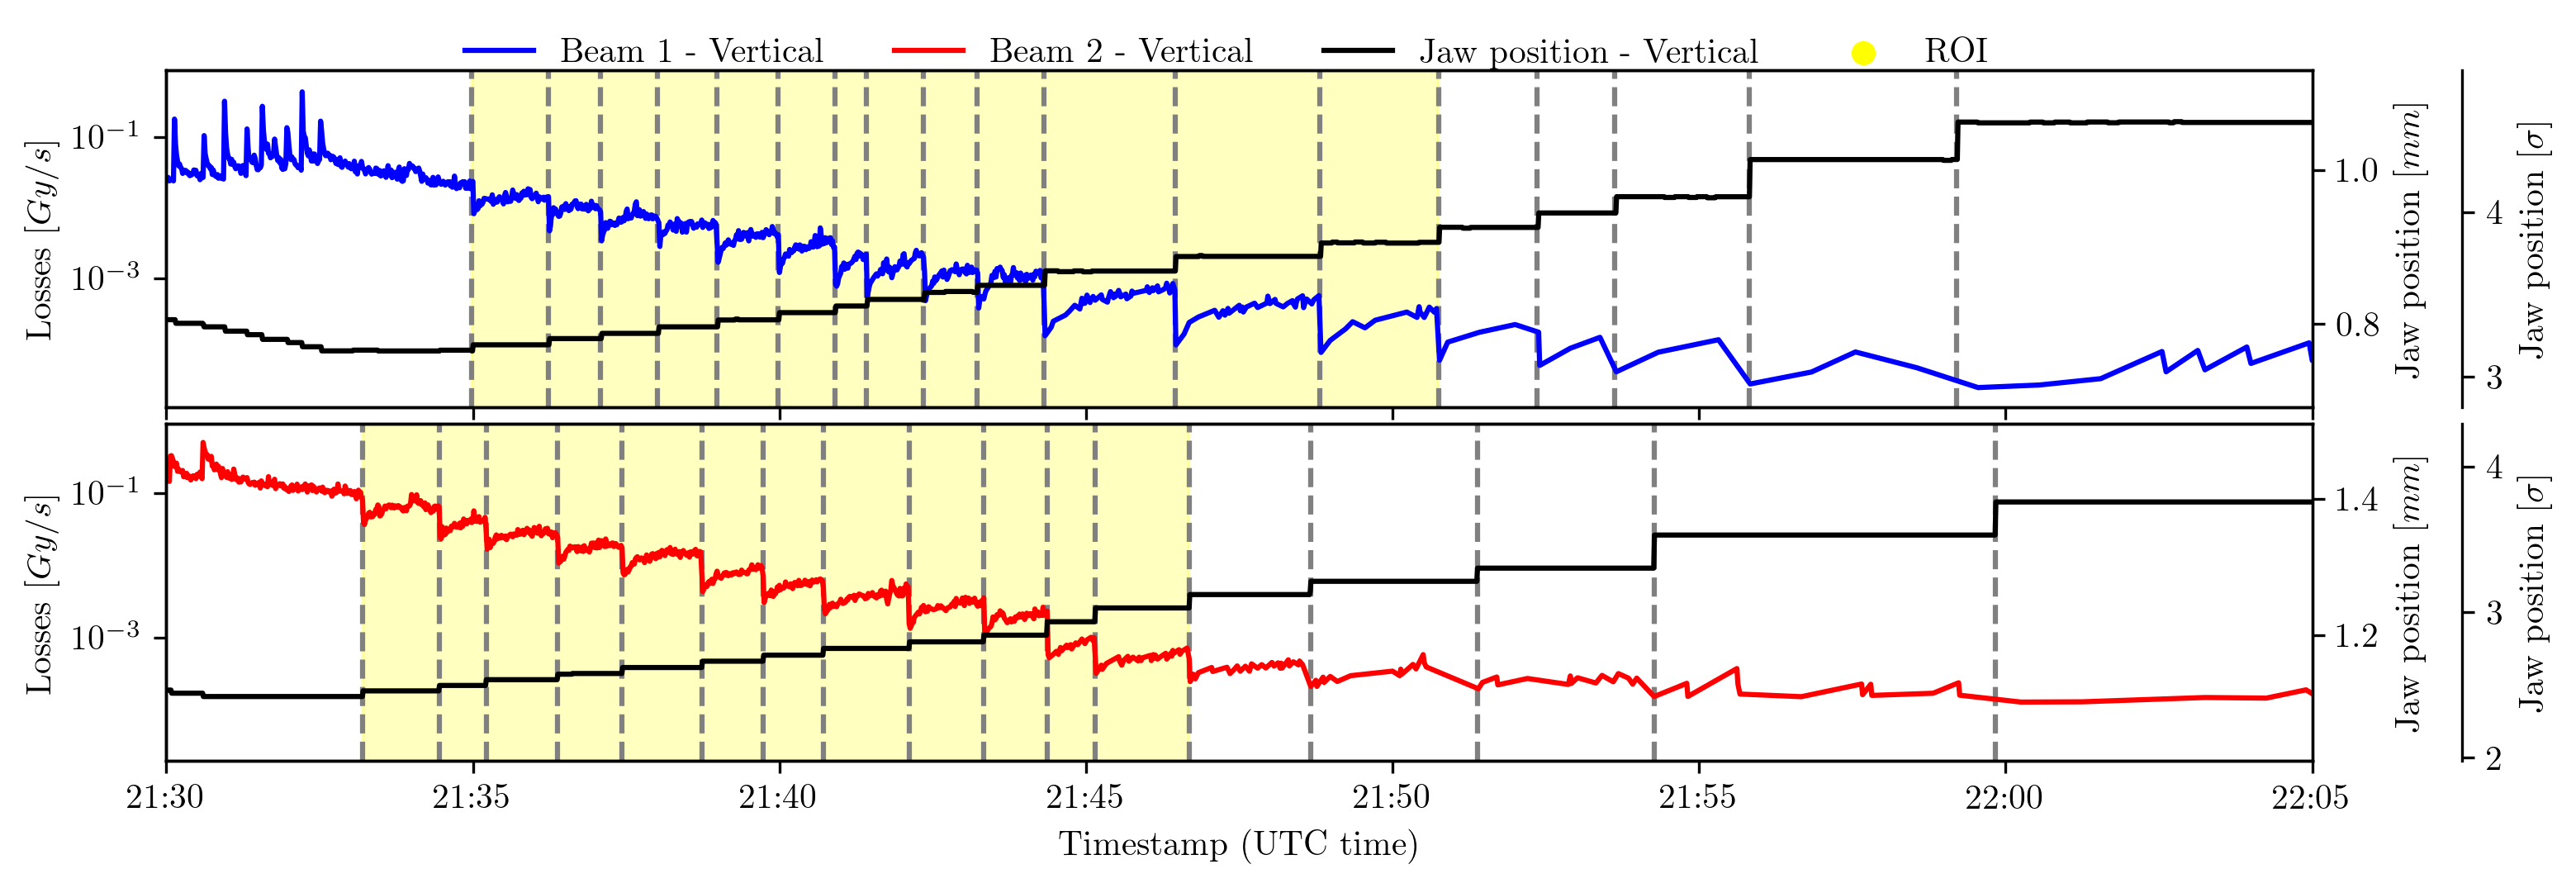 Beam 1 - Vertical Beam 2 - Vertical Jaw position - Vertical ROI
Losses [Gy/s]
10⁻¹
10⁻³
1.0
0.8
Jaw position [mm]
4
3
Jaw position [σ]
Losses [Gy/s]
10⁻¹
10⁻³
1.4
1.2
Jaw position [mm]
4
3
2
Jaw position [σ]
21:30 21:35 21:40 21:45 21:50 21:55 22:00 22:05
Timestamp (UTC time)